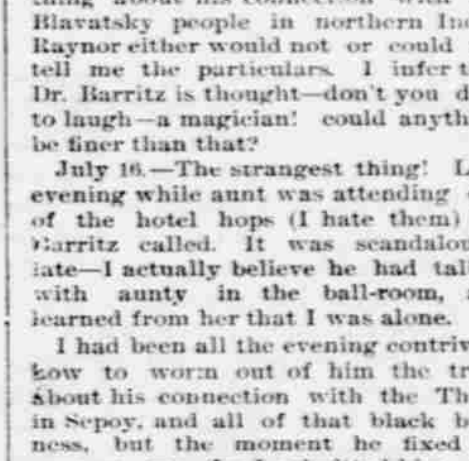 thing about his connection with
Blavatsky people in northern In
Raynor either would not or could
tell me the particulars. I infer t
Dr. Barritz is thought—don't you d
to laugh—a magician! could anyth
be finer than that?
July 16.—The strangest thing! L
evening while aunt was attending
of the hotel hops (I hate them)
Barritz called. It was scandalou
late—I actually believe he had tal
with aunty in the ball-room,
learned from her that I was alone.
I had been all the evening contriv
how to worm out of him the tr
about his connection with the Th
in Sepoy, and all of that black b
ness, but the moment he fixed